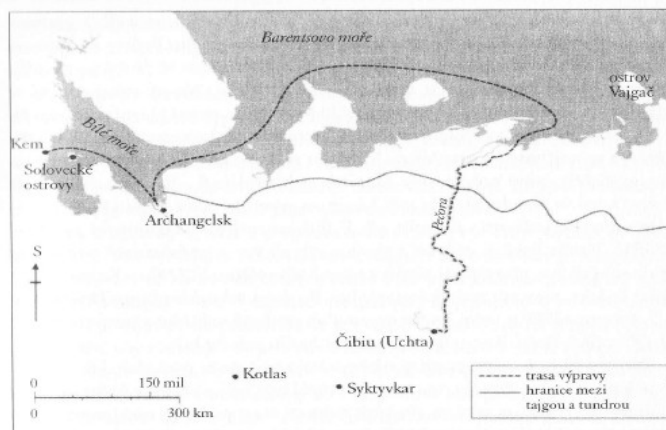 Barentsovo moře
ostrov
Vajgač
Bílé moře
Kem
Solovecké
ostrovy
Archangelsk
Pečora
S
Čibiu (Uchta)
Kotlas
Syktyvkar
0 150 mil
0 300 km
trasa výpravy
hranice mezi
tajgou a tundrou